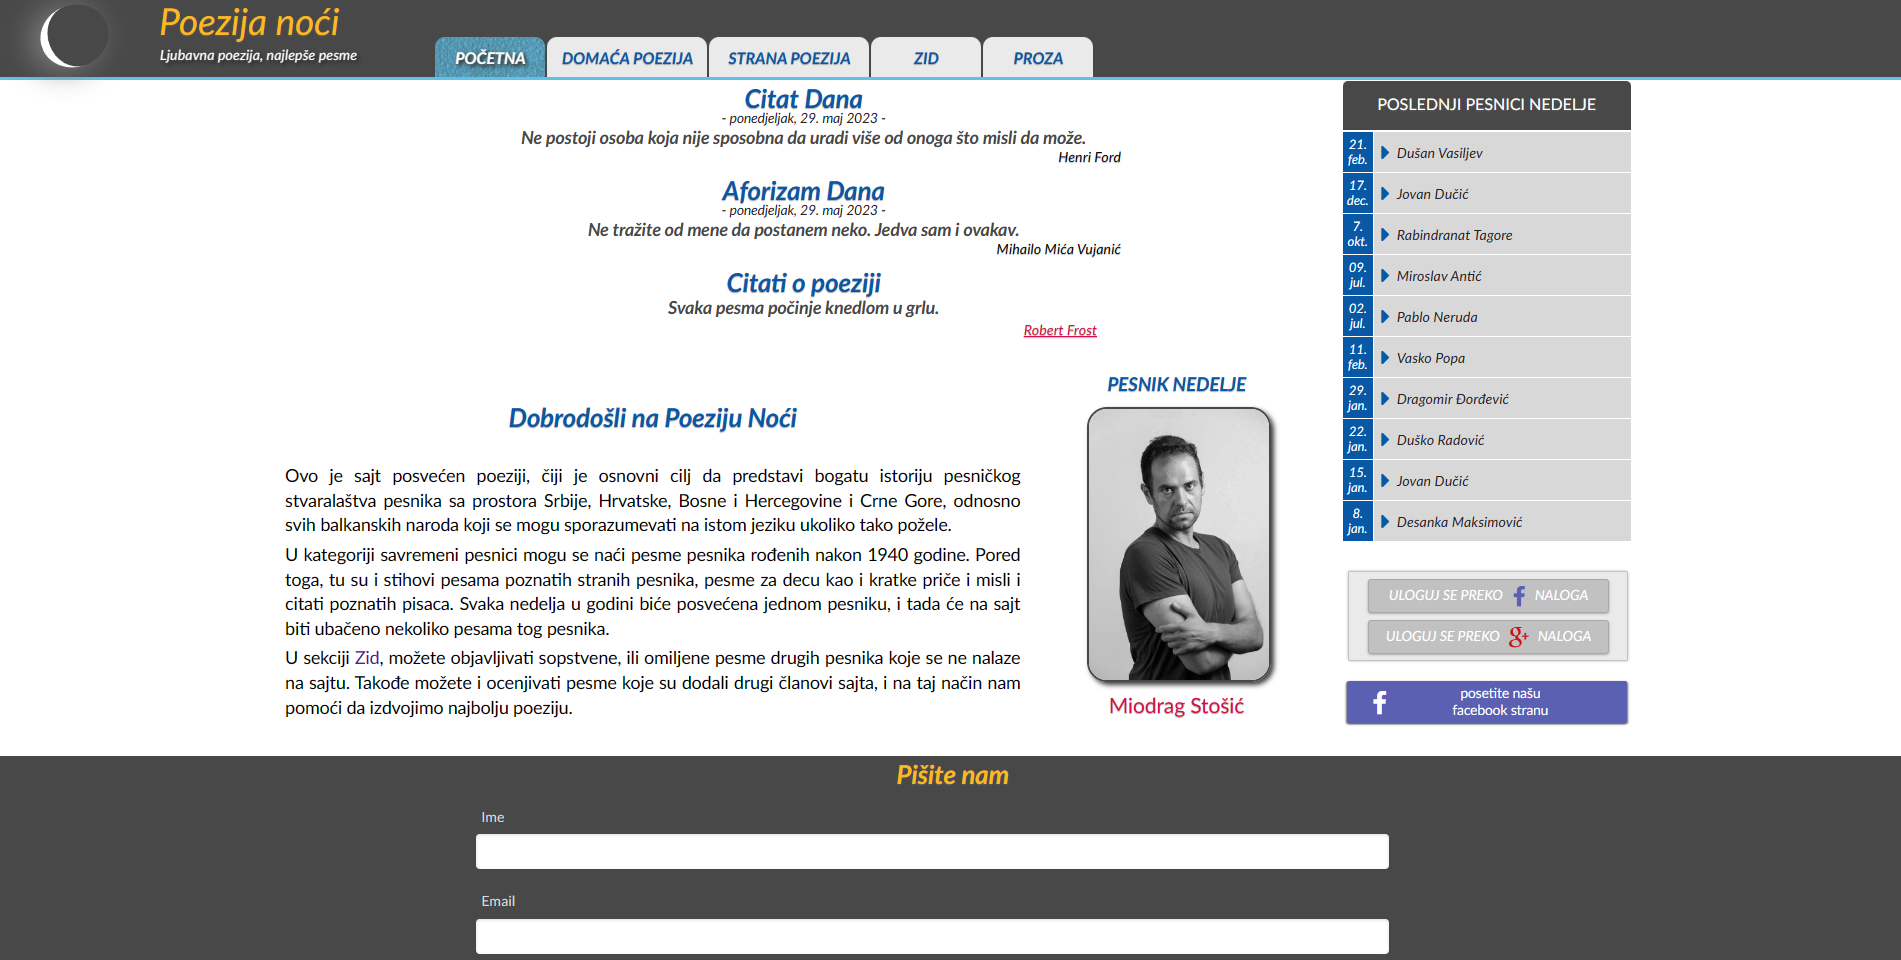 Poezija noći
Ljubavna poezija, najlepše pesme
POČETNA
DOMAĆA POEZIJA
STRANA POEZIJA
ZID
PROZA
Citat Dana
- ponedjeljak, 29. maj 2023 -
Ne postoji osoba koja nije sposobna da uradi više od onoga što misli da može.
Henri Ford
Aforizam Dana
- ponedjeljak, 29. maj 2023 -
Ne tražite od mene da postanem neko. Jedva sam i ovakav.
Mihailo Mića Vujanić
Citati o poeziji
Svaka pesma počinje knedlom u grlu.
Robert Frost
Dobrodošli na Poeziju Noći
Ovo je sajt posvećen poeziji, čiji je osnovni cilj da predstavi bogatu istoriju pesničkog
stvaralaštva pesnika sa prostora Srbije, Hrvatske, Bosne i Hercegovine i Crne Gore, odnosno
svih balkanskih naroda koji se mogu sporazumevati na istom jeziku ukoliko tako požele.
U kategoriji savremeni pesnici mogu se naći pesme pesnika rođenih nakon 1940 godine. Pored
toga, tu su i stihovi pesama poznatih stranih pesnika, pesme za decu kao i kratke priče i misli i
citati poznatih pisaca. Svaka nedelja u godini biće posvećena jednom pesniku, i tada će na sajt
biti ubačeno nekoliko pesama tog pesnika.
U sekciji Zid, možete objavljivati sopstvene, ili omiljene pesme drugih pesnika koje se ne nalaze
na sajtu. Takođe možete i ocenjivati pesme koje su dodali drugi članovi sajta, i na taj način nam
pomoći da izdvojimo najbolju poeziju.
PESNIK NEDELJE
Miodrag Stošić
POSLEDNJI PESNICI NEDELJE
21.
feb.
Dušan Vasiljev
17.
dec.
Jovan Dučić
7.
okt.
Rabindranat Tagore
09.
jul.
Miroslav Antić
02.
jul.
Pablo Neruda
11.
feb.
Vasko Popa
29.
jan.
Dragomir Đorđević
22.
jan.
Duško Radović
15.
jan.
Jovan Dučić
8.
jan.
Desanka Maksimović
ULOGUJ SE PREKO f NALOGA
ULOGUJ SE PREKO g+ NALOGA
f
posetite našu
facebook stranu
Pišite nam
Ime
Email